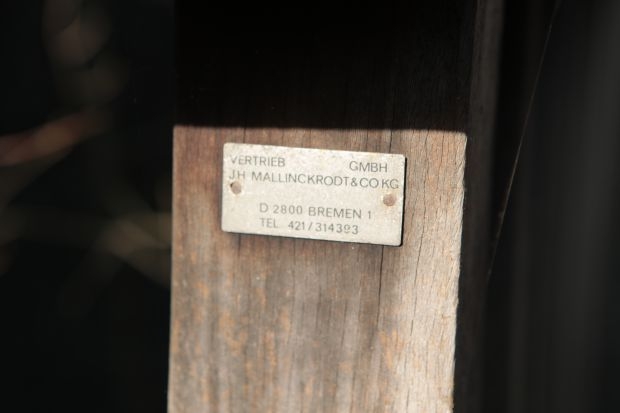 VERTRIEB GMBH
J.H. MALLINCKRODT & CO KG
D 2800 BREMEN 1
TEL. 421/314393